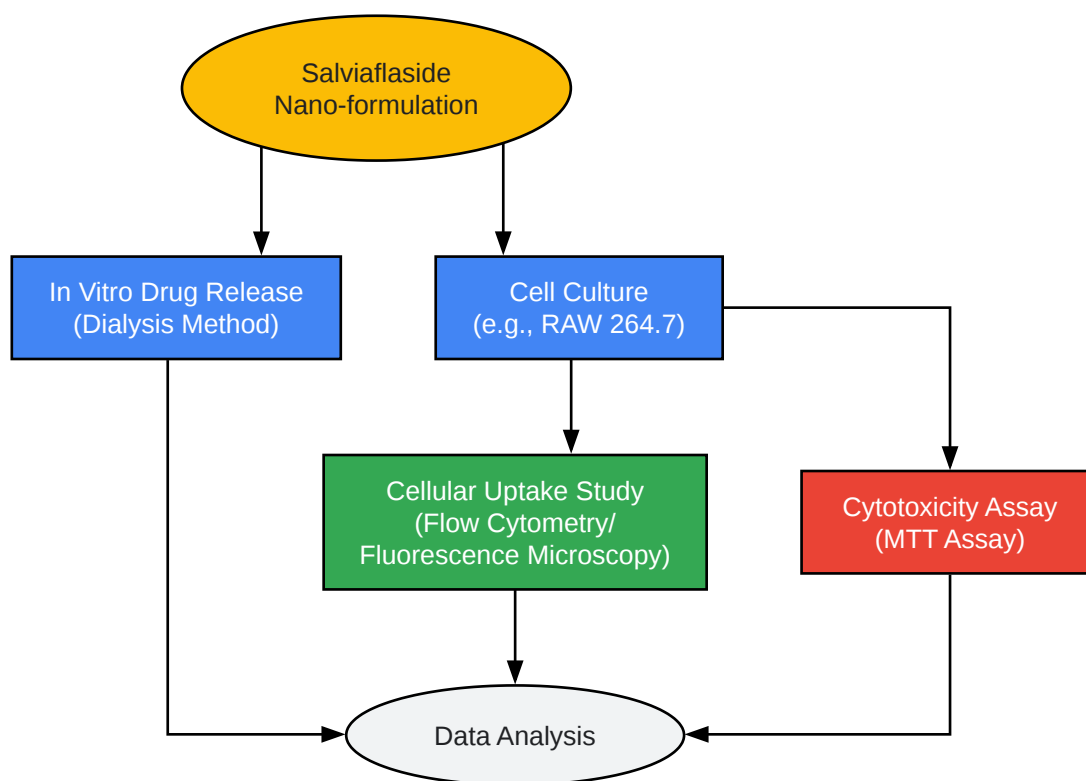 Salviaflaside
Nano-formulation
In Vitro Drug Release
(Dialysis Method)
Cell Culture
(e.g., RAW 264.7)
Cellular Uptake Study
(Flow Cytometry/
Fluorescence Microscopy)
Cytotoxicity Assay
(MTT Assay)
Data Analysis